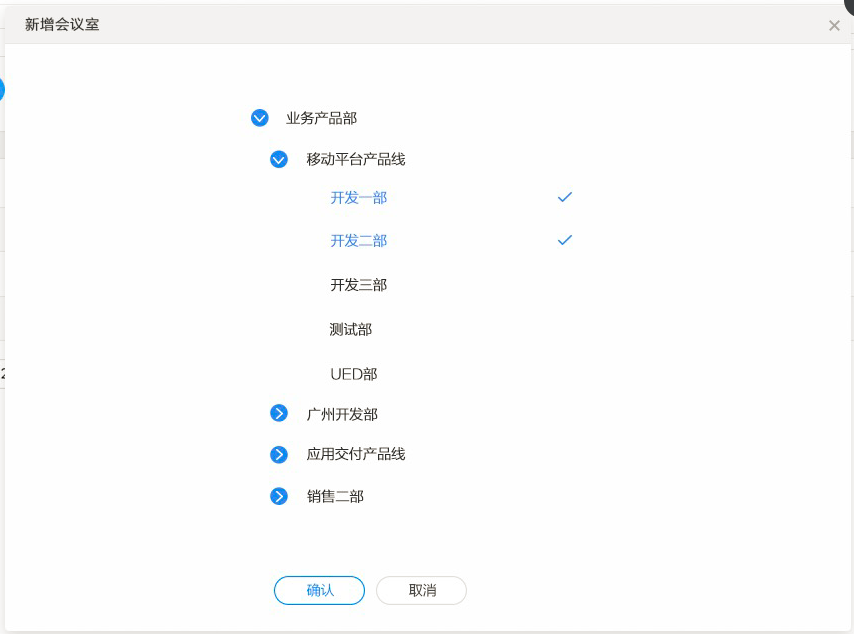 新增会议室
业务产品部
移动平台产品线
开发一部
开发二部
开发三部
测试部
UED部
广州开发部
应用交付产品线
销售二部
确认 取消